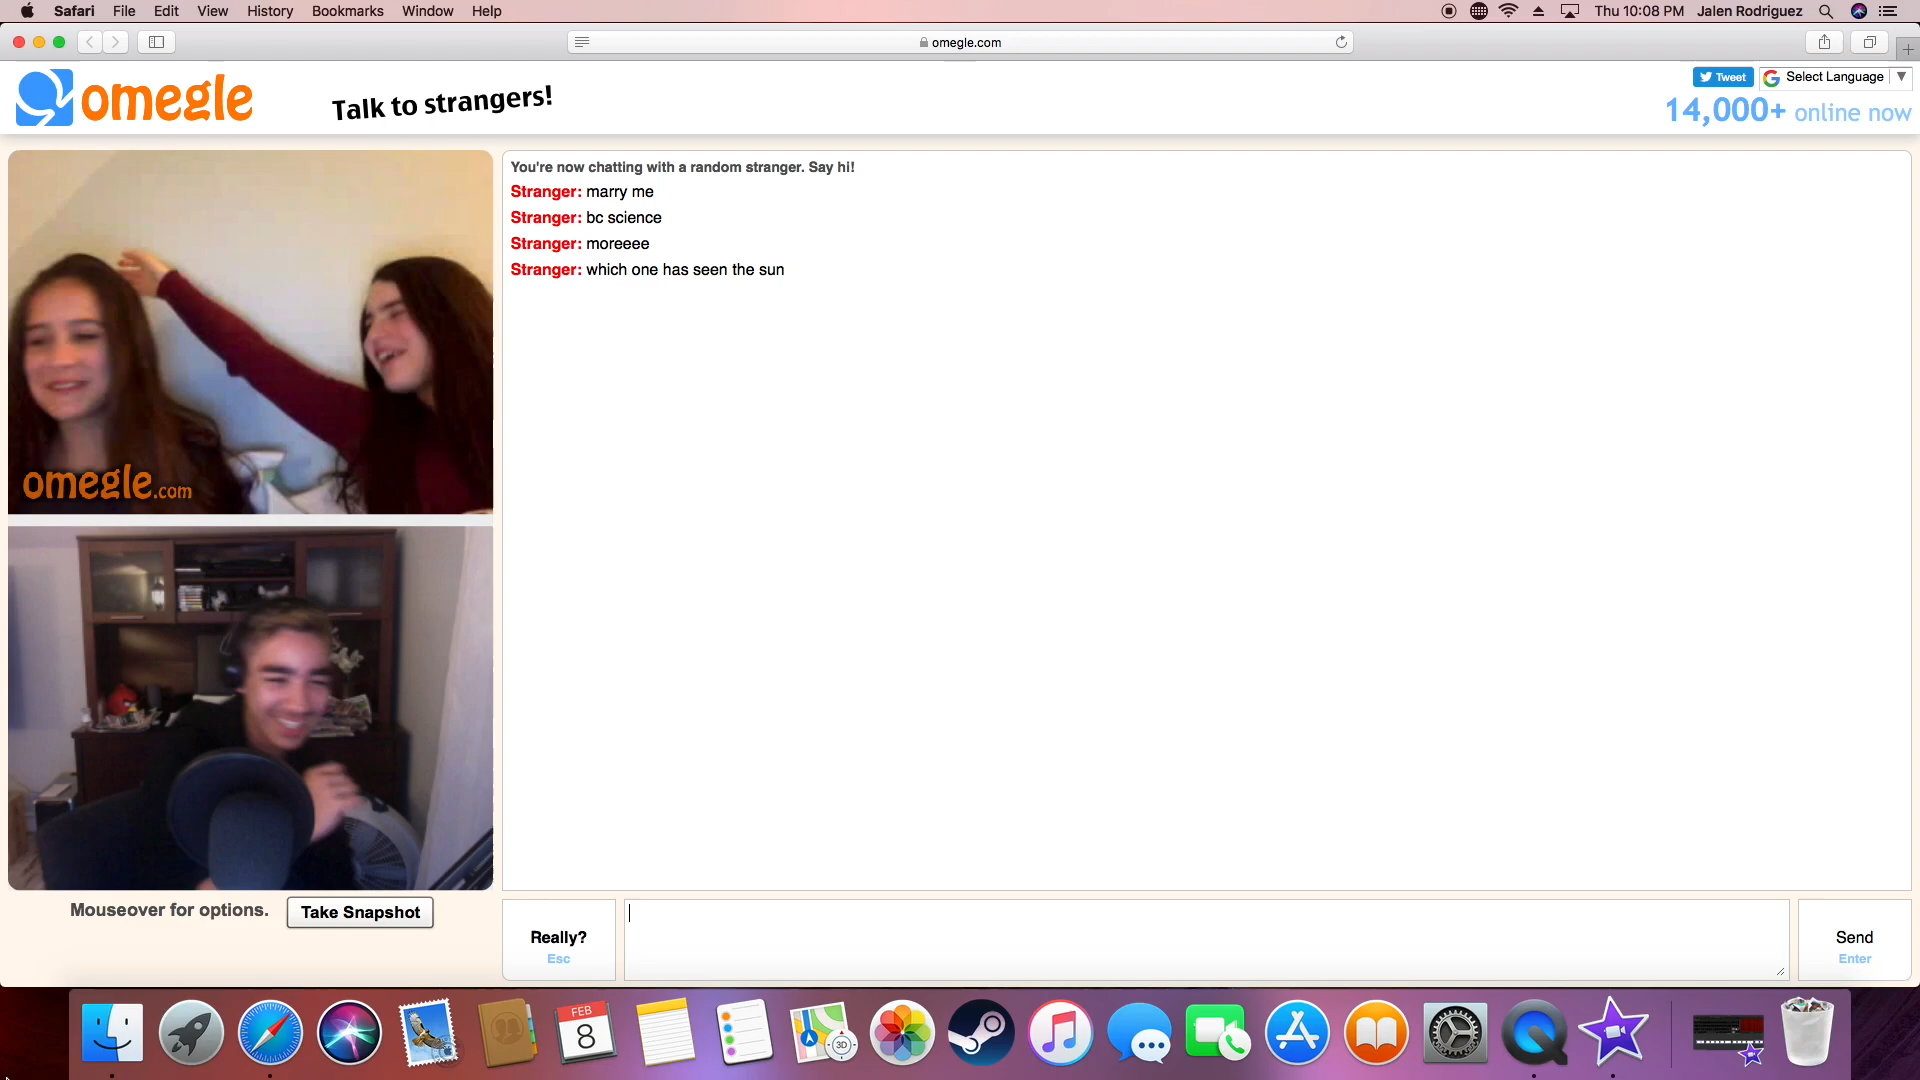 Safari File Edit View History Bookmarks Window Help Thu 10:08 PM Jalen Rodriguez
omegle.com
omegle Talk to strangers! Tweet Select Language
14,000+ online now
You're now chatting with a random stranger. Say hi!
Stranger: marry me
Stranger: bc science
Stranger: moreeee
Stranger: which one has seen the sun
omegle.com
Mouseover for options. Take Snapshot
Really?
Esc
Send
Enter
FEB
8
3D